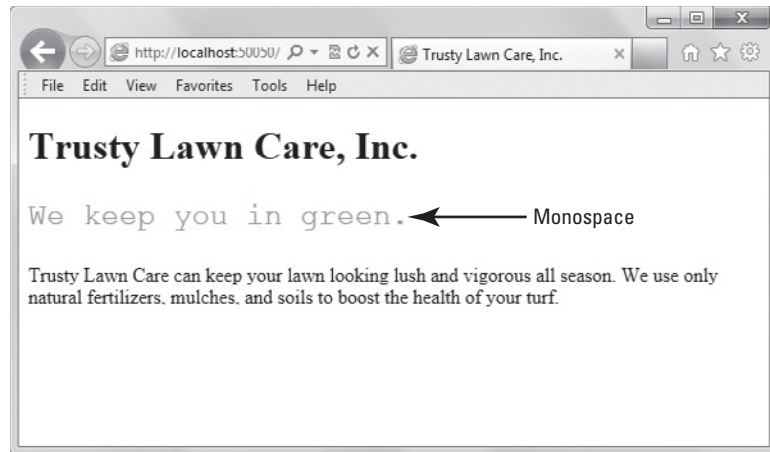 http://localhost:50050/
Trusty Lawn Care, Inc.
File Edit View Favorites Tools Help
Trusty Lawn Care, Inc.
We keep you in green.
Monospace
Trusty Lawn Care can keep your lawn looking lush and vigorous all season. We use only
natural fertilizers, mulches, and soils to boost the health of your turf.